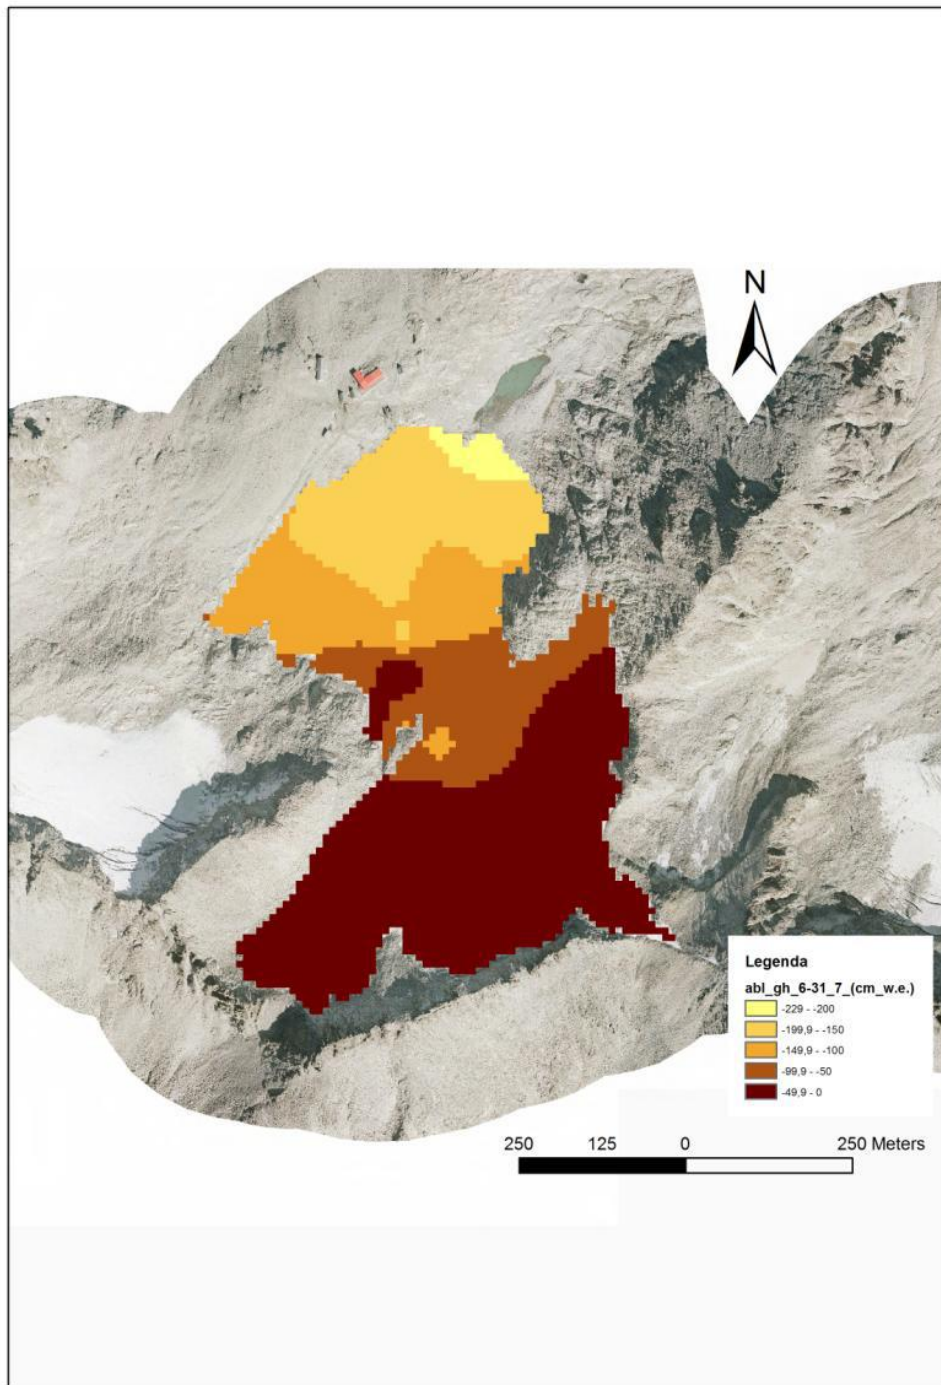 N
Legenda
abl_gh_6-31_7_(cm_w.e.)
-229 - -200
-199,9 - -150
-149,9 - -100
-99,9 - -50
-49,9 - 0
250 125 0 250 Meters